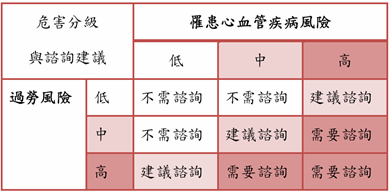 危害分級
與諮詢建議
罹患心血管疾病風險
低 中 高
過勞風險 低 不需諮詢 不需諮詢 建議諮詢
中 不需諮詢 建議諮詢 需要諮詢
高 建議諮詢 需要諮詢 需要諮詢